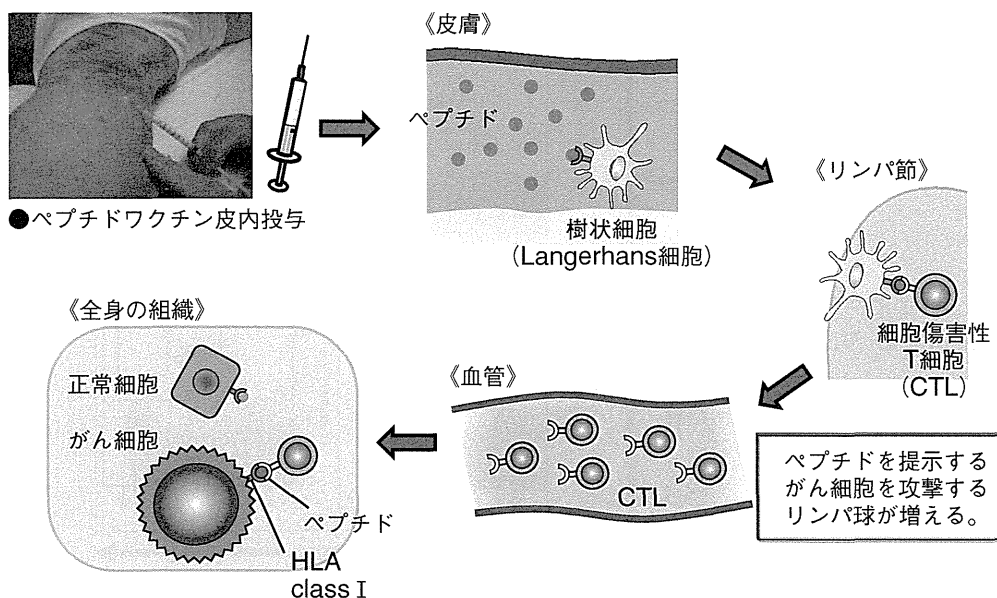 《皮膚》
ペプチド
樹状細胞
(Langerhans細胞)
●ペプチドワクチン皮内投与
《リンパ節》
細胞傷害性
T細胞
(CTL)
《血管》
CTL
ペプチドを提示する
がん細胞を攻撃する
リンパ球が増える。
《全身の組織》
正常細胞
がん細胞
ペプチド
HLA
class Ⅰ